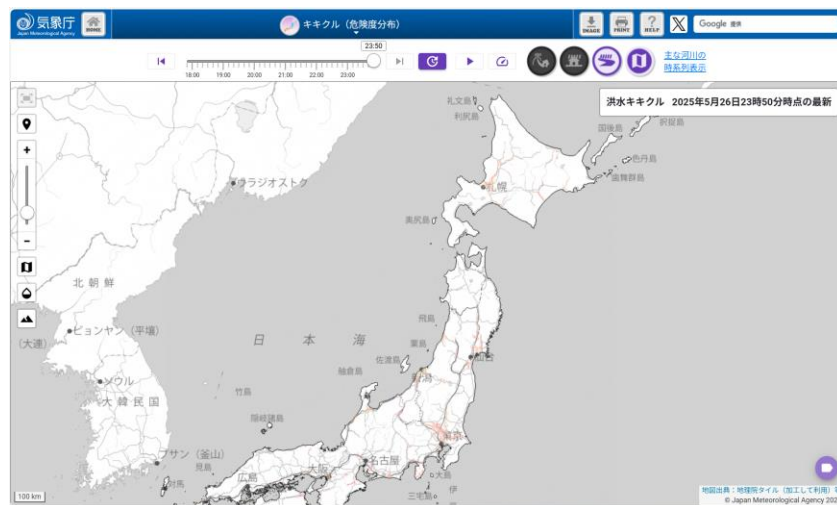 気象庁
Japan Meteorological Agency
HOME
キキクル（危険度分布）
IMAGE
PRINT
HELP
X
Google 提供
23:50
18:00 19:00 20:00 21:00 22:00 23:00
主な河川の
時系列表示
洪水キキクル 2025年5月26日23時50分時点の最新
礼文島
利尻島
国後島
択捉島
色丹島
歯舞群島
ウラジオストク
札幌
奥尻島
北朝鮮
ピョンヤン（平壌）
（大連）
日本海
飛島
粟島
佐渡島
仙台
新潟
舳倉島
ソウル
大韓民国
竹島
隠岐諸島
東京
プサン（釜山）
見島
対馬
広島
大阪
名古屋
大島
三宅島
伊
100 km
地図出典：地理院タイル（加工して利用）
© Japan Meteorological Agency 202